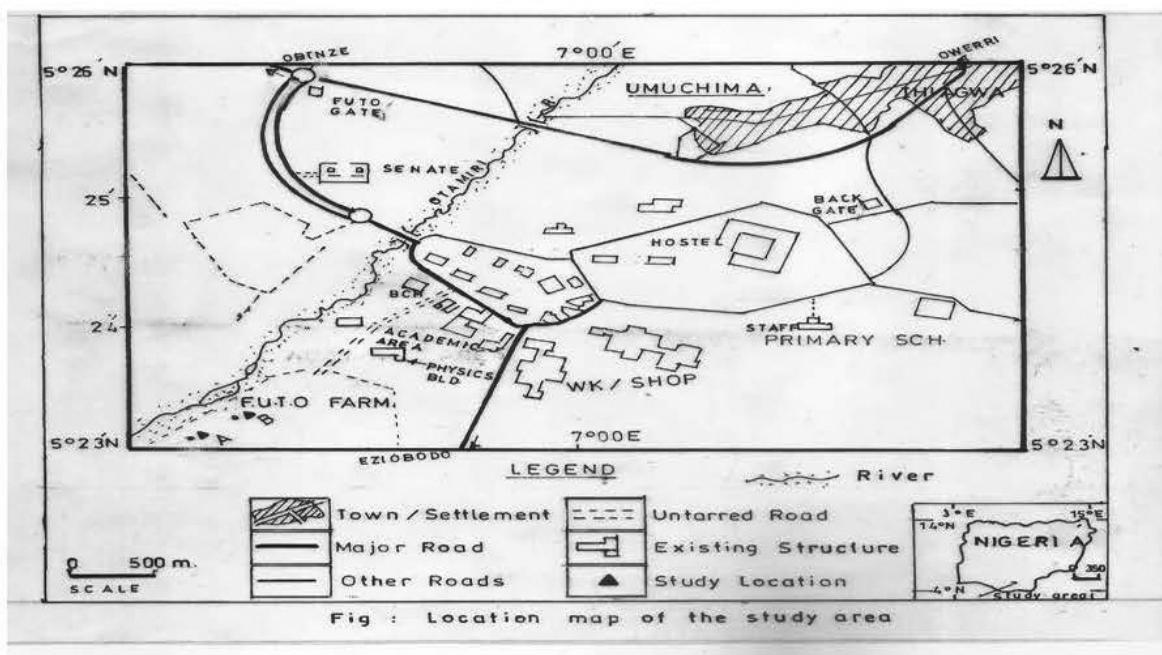 OBINZE
7°00'E
OWERRI
5°26'N
5°26'N
UMUCHIMA
IHIAGWA
FUTO GATE
R.
N
SENATE
OTAMIRI
25'
BACK GATE
HOSTEL
BCH
24'
ACADEMIC AREA
STAFF
PRIMARY SCH.
PHYSICS BLD
WK/SHOP
F.U.T.O FARM.
B
A
5°23'N
7°00'E
5°23'N
EZIOBODO
LEGEND
River
Town/Settlement
Untarred Road
3°E
15°E
14°N
Major Road
Existing Structure
NIGERIA
0 500 m.
350
SCALE
Other Roads
Study Location
4°N
Study area
Fig : Location map of the study area